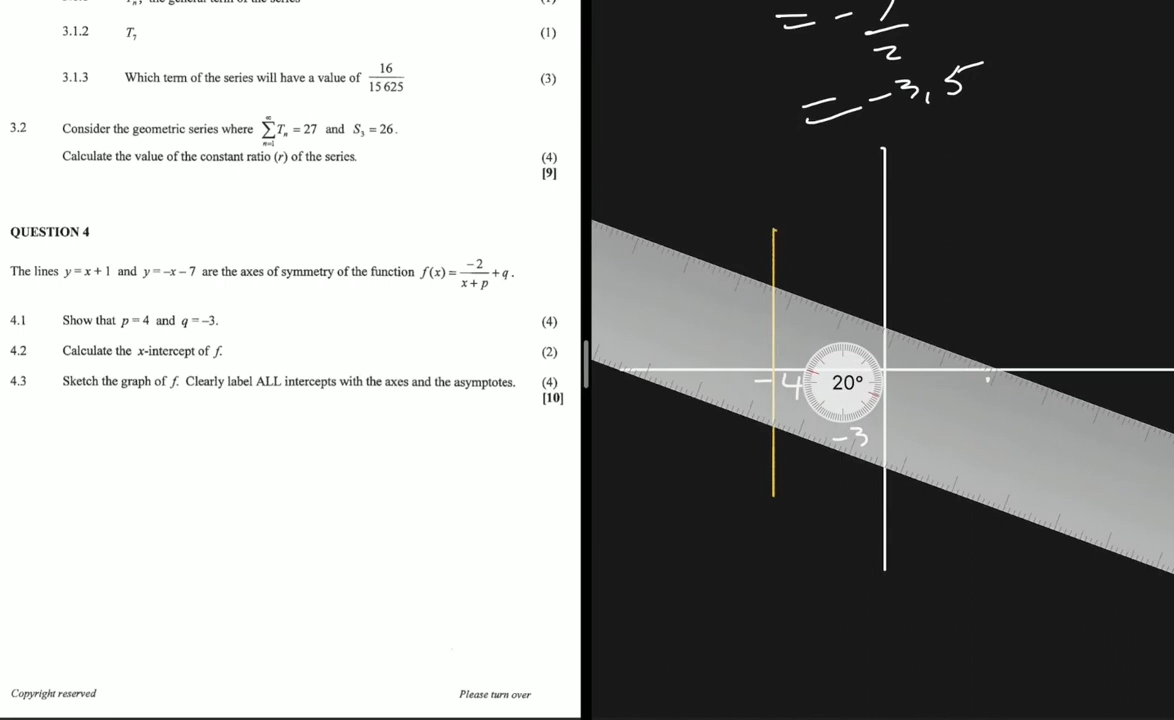 3.1.2 T₇ (1)
3.1.3 Which term of the series will have a value of 16/15 625 (3)
3.2 Consider the geometric series where ∑_{n=1}^{∞} Tₙ = 27 and S₃ = 26.
Calculate the value of the constant ratio (r) of the series. (4)
[9]
QUESTION 4
The lines y = x + 1 and y = –x – 7 are the axes of symmetry of the function f(x) = –2/(x + p) + q.
4.1 Show that p = 4 and q = –3. (4)
4.2 Calculate the x-intercept of f. (2)
4.3 Sketch the graph of f. Clearly label ALL intercepts with the axes and the asymptotes. (4)
[10]
Copyright reserved
Please turn over
= -7/2
= -3,5
-4
20°
-3